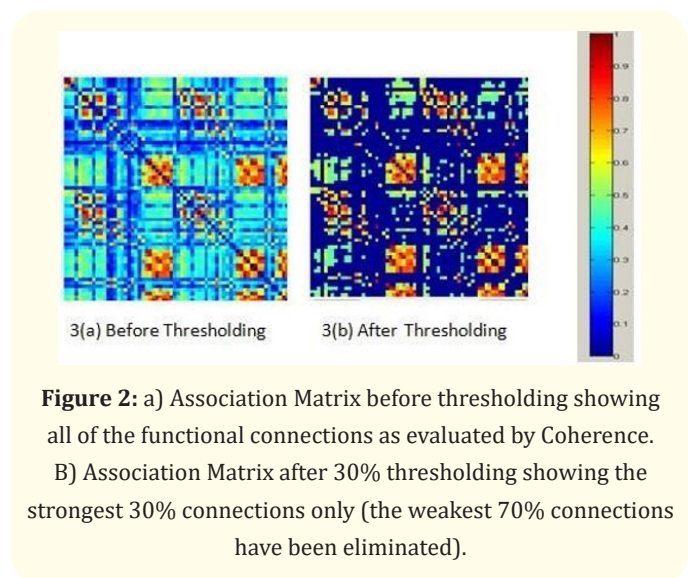 1
0.9
0.8
0.7
0.6
0.5
0.4
0.3
0.2
0.1
0
3(a) Before Thresholding
3(b) After Thresholding
Figure 2: a) Association Matrix before thresholding showing
all of the functional connections as evaluated by Coherence.
B) Association Matrix after 30% thresholding showing the
strongest 30% connections only (the weakest 70% connections
have been eliminated).